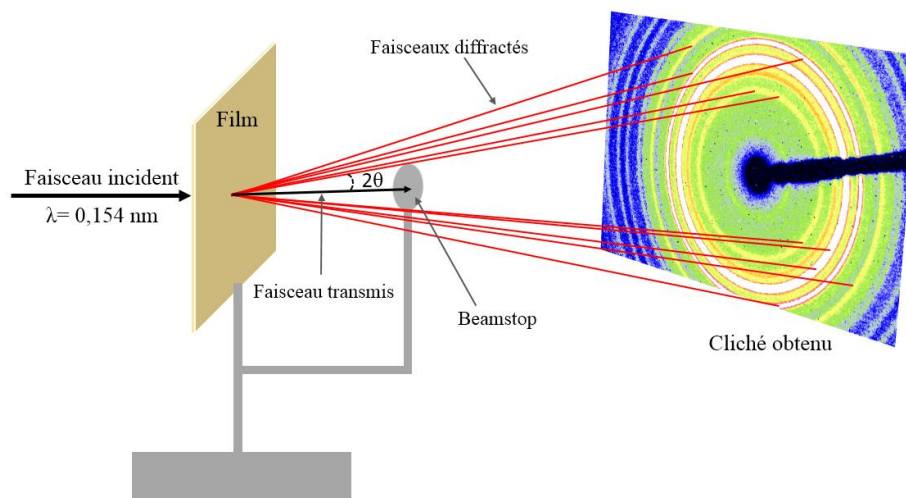 Faisceaux diffractés
Film
Faisceau incident
λ= 0,154 nm
2θ
Faisceau transmis
Beamstop
Cliché obtenu